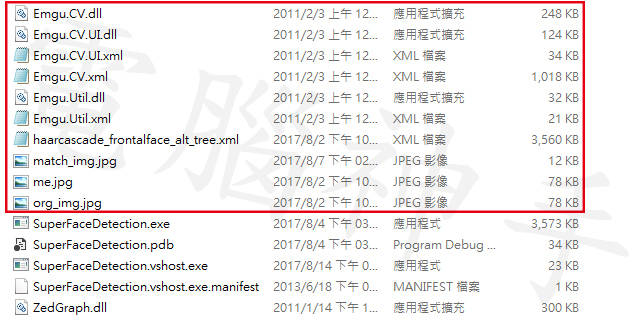 Emgu.CV.dll 2011/2/3 上午 12... 應用程式擴充 248 KB
Emgu.CV.UI.dll 2011/2/3 上午 12... 應用程式擴充 124 KB
Emgu.CV.UI.xml 2011/2/3 上午 12... XML 檔案 34 KB
Emgu.CV.xml 2011/2/3 上午 12... XML 檔案 1,018 KB
Emgu.Util.dll 2011/2/3 上午 12... 應用程式擴充 32 KB
Emgu.Util.xml 2011/2/3 上午 12... XML 檔案 21 KB
haarcascade_frontalface_alt_tree.xml 2017/8/2 下午 10... XML 檔案 3,560 KB
match_img.jpg 2017/8/7 下午 02... JPEG 影像 12 KB
me.jpg 2017/8/2 下午 10... JPEG 影像 78 KB
org_img.jpg 2017/8/2 下午 10... JPEG 影像 78 KB
SuperFaceDetection.exe 2017/8/4 下午 03... 應用程式 3,573 KB
SuperFaceDetection.pdb 2017/8/4 下午 03... Program Debug ... 34 KB
SuperFaceDetection.vshost.exe 2017/8/14 下午 0... 應用程式 23 KB
SuperFaceDetection.vshost.exe.manifest 2013/6/18 下午 0... MANIFEST 檔案 1 KB
ZedGraph.dll 2011/1/14 下午 1... 應用程式擴充 300 KB
電腦神手